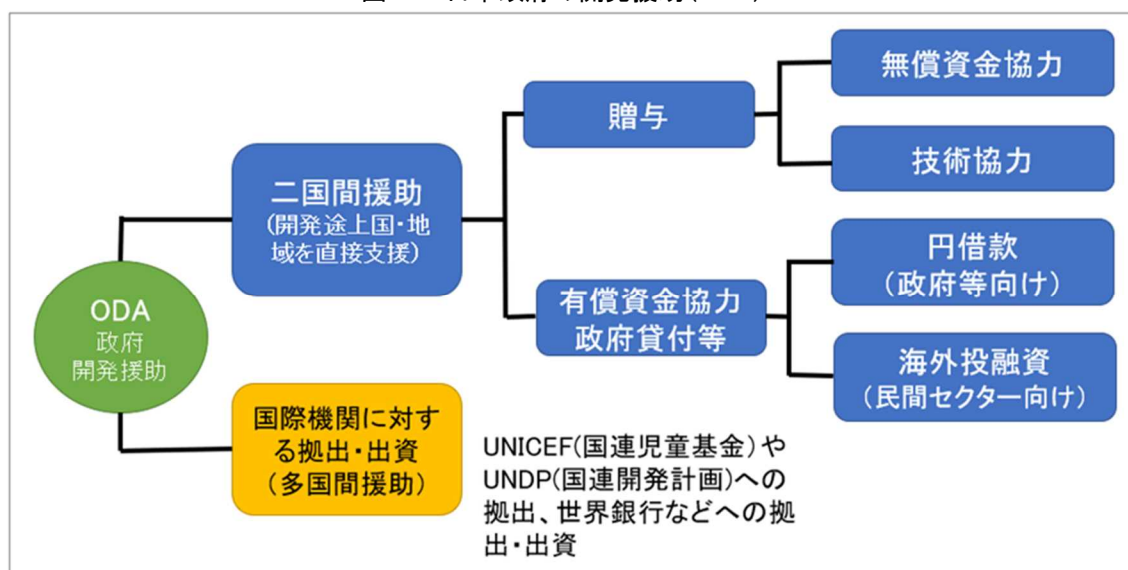 ODA
政府
開発援助
二国間援助
(開発途上国・地
域を直接支援)
国際機関に対す
る拠出・出資
(多国間援助)
UNICEF(国連児童基金)や
UNDP(国連開発計画)への
拠出、世界銀行などへの拠
出・出資
贈与
有償資金協力
政府貸付等
無償資金協力
技術協力
円借款
(政府等向け)
海外投融資
(民間セクター向け)